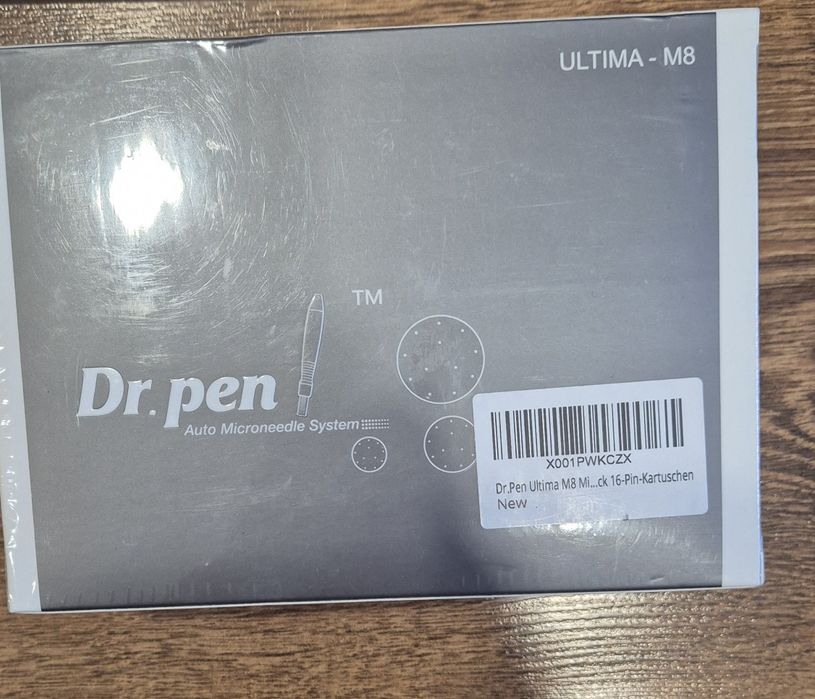 ULTIMA - M8
TM
Dr. pen
Auto Microneedle System
X001PWKCZX
Dr.Pen Ultima M8 Mi...ck 16-Pin-Kartuschen
New